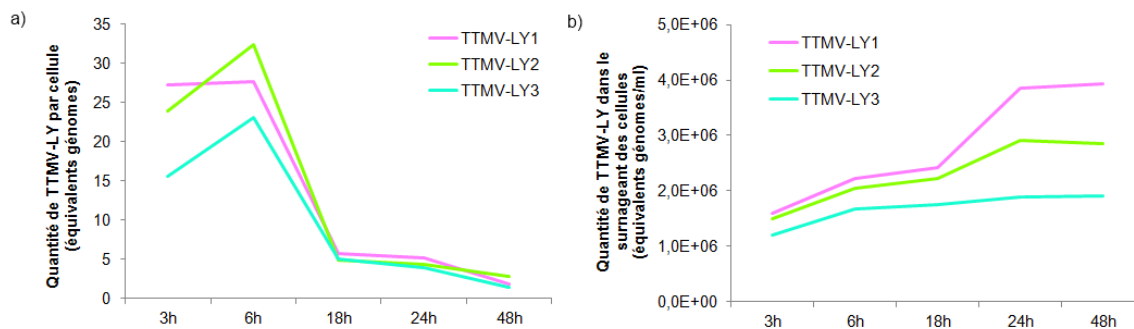 a)
Quantité de TTMV-LY par cellule
(équivalents génomes)
35
30
25
20
15
10
5
0
TTMV-LY1
TTMV-LY2
TTMV-LY3
3h 6h 18h 24h 48h
b)
Quantité de TTMV-LY dans le
surnageant des cellules
(équivalents génomes/ml)
5,0E+06
4,0E+06
3,0E+06
2,0E+06
1,0E+06
0,0E+00
TTMV-LY1
TTMV-LY2
TTMV-LY3
3h 6h 18h 24h 48h